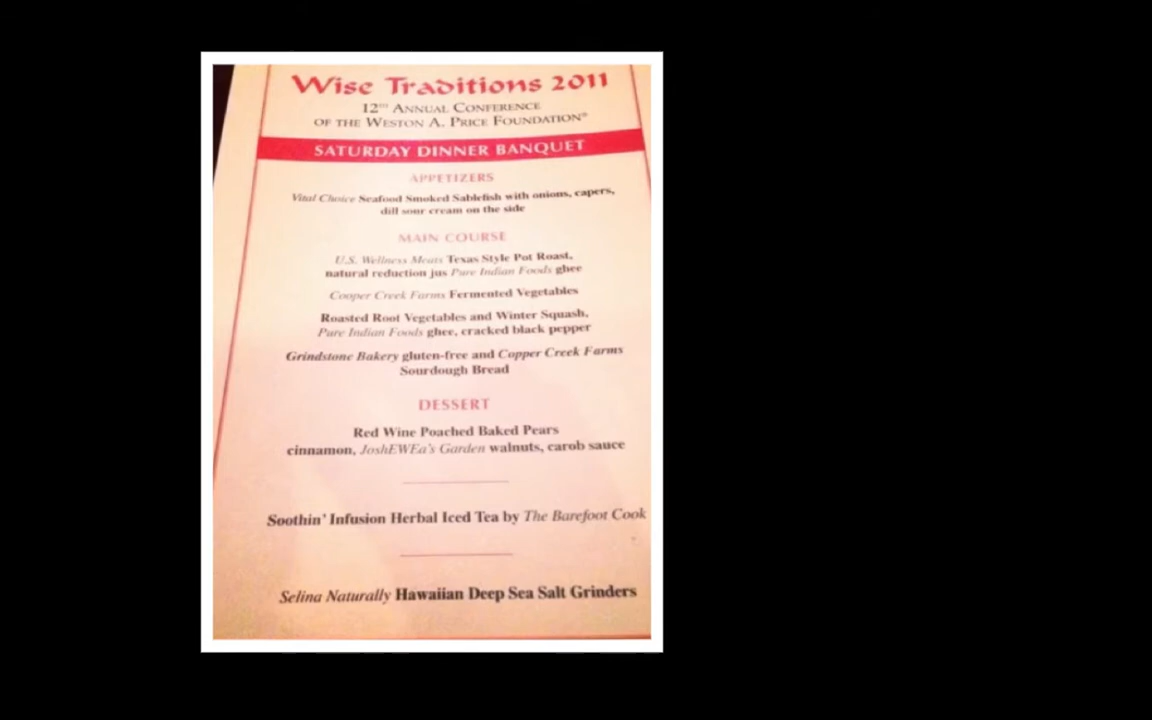 Wise Traditions 2011
12TH ANNUAL CONFERENCE
OF THE WESTON A. PRICE FOUNDATION®
SATURDAY DINNER BANQUET
APPETIZERS
Vital Choice Seafood Smoked Sablefish with onions, capers,
dill sour cream on the side
MAIN COURSE
U.S. Wellness Meats Texas Style Pot Roast,
natural reduction jus Pure Indian Foods ghee
Cooper Creek Farms Fermented Vegetables
Roasted Root Vegetables and Winter Squash,
Pure Indian Foods ghee, cracked black pepper
Grindstone Bakery gluten-free and Copper Creek Farms
Sourdough Bread
DESSERT
Red Wine Poached Baked Pears
cinnamon, JoshEWEa's Garden walnuts, carob sauce
Soothin' Infusion Herbal Iced Tea by The Barefoot Cook
Selina Naturally Hawaiian Deep Sea Salt Grinders